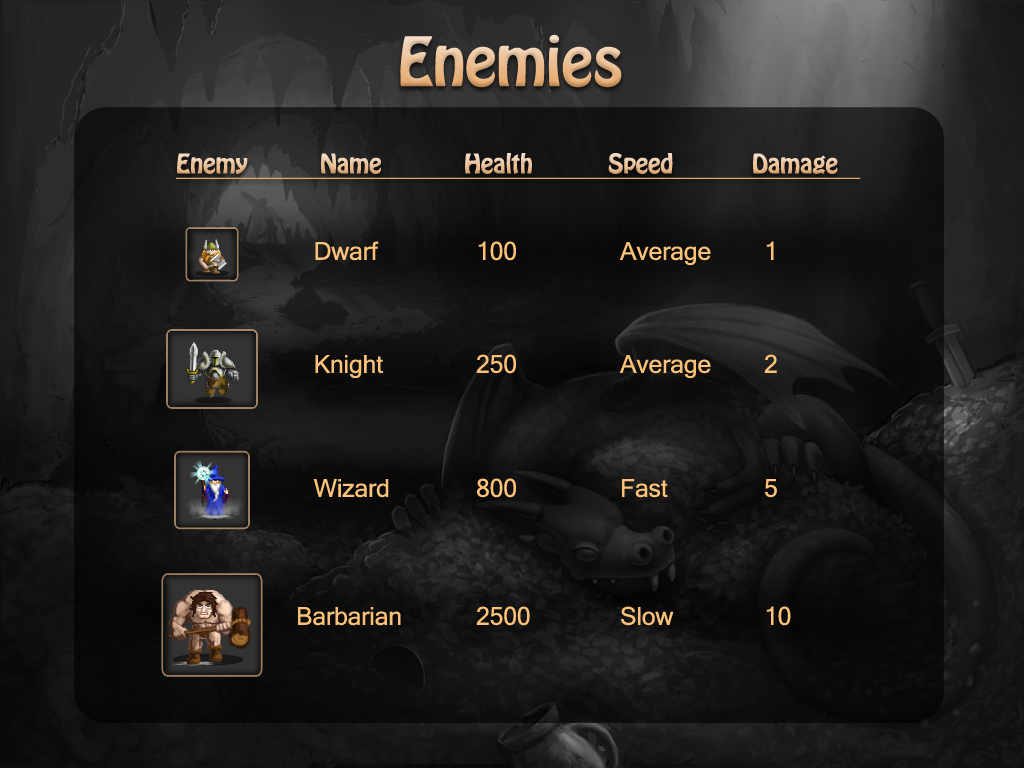 Enemies
Enemy Name Health Speed Damage
Dwarf 100 Average 1
Knight 250 Average 2
Wizard 800 Fast 5
Barbarian 2500 Slow 10